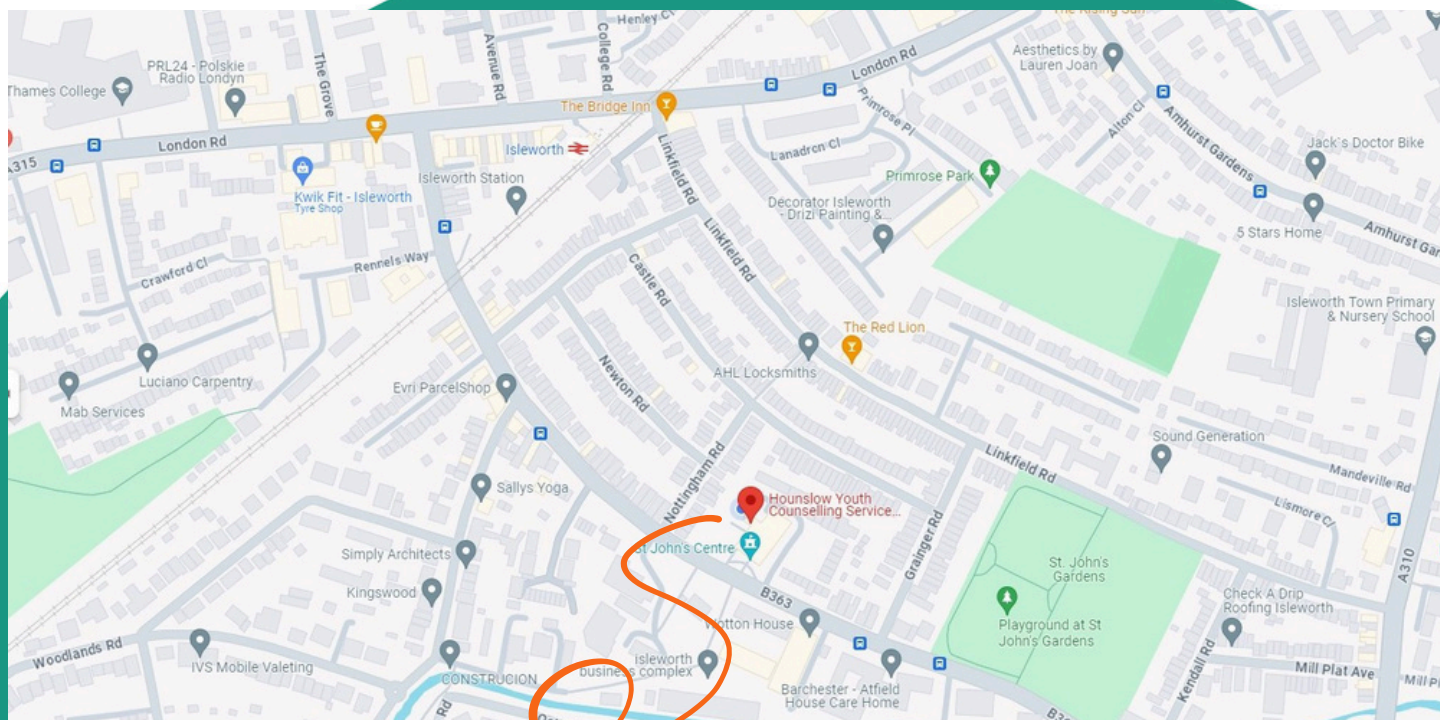 Henley Cl
The Rising Sun
PRL24 - Polskie
Radio Londyn
The Grove
Avenue Rd
College Rd
London Rd
Aesthetics by
Lauren Joan
Thames College
The Bridge Inn
Primrose Pl
Alton Cl
Amhurst Gardens
Jack's Doctor Bike
A315
London Rd
Isleworth
Linkfield Rd
Lanadron Cl
Kwik Fit - Isleworth
Tyre Shop
Isleworth Station
Primrose Park
Decorator Isleworth
- Drizi Painting &...
5 Stars Home
Amhurst Gar
Crawford Cl
Rennels Way
Castle Rd
Linkfield Rd
Isleworth Town Primary
& Nursery School
The Red Lion
Luciano Carpentry
Mab Services
Evri ParcelShop
Newton Rd
AHL Locksmiths
Sound Generation
Linkfield Rd
Mandeville Rd
Sallys Yoga
Nottingham Rd
Hounslow Youth
Counselling Service...
Lismore Cl
St John's Centre
Grainger Rd
Simply Architects
Kingswood
B363
St. John's
Gardens
A310
Check A Drip
Roofing Isleworth
Wotton House
Playground at St
John's Gardens
Woodlands Rd
IVS Mobile Valeting
CONSTRUCION
Isleworth
business complex
Barchester - Atfield
House Care Home
Kendall Rd
Mill Plat Ave
Mill P
Rd